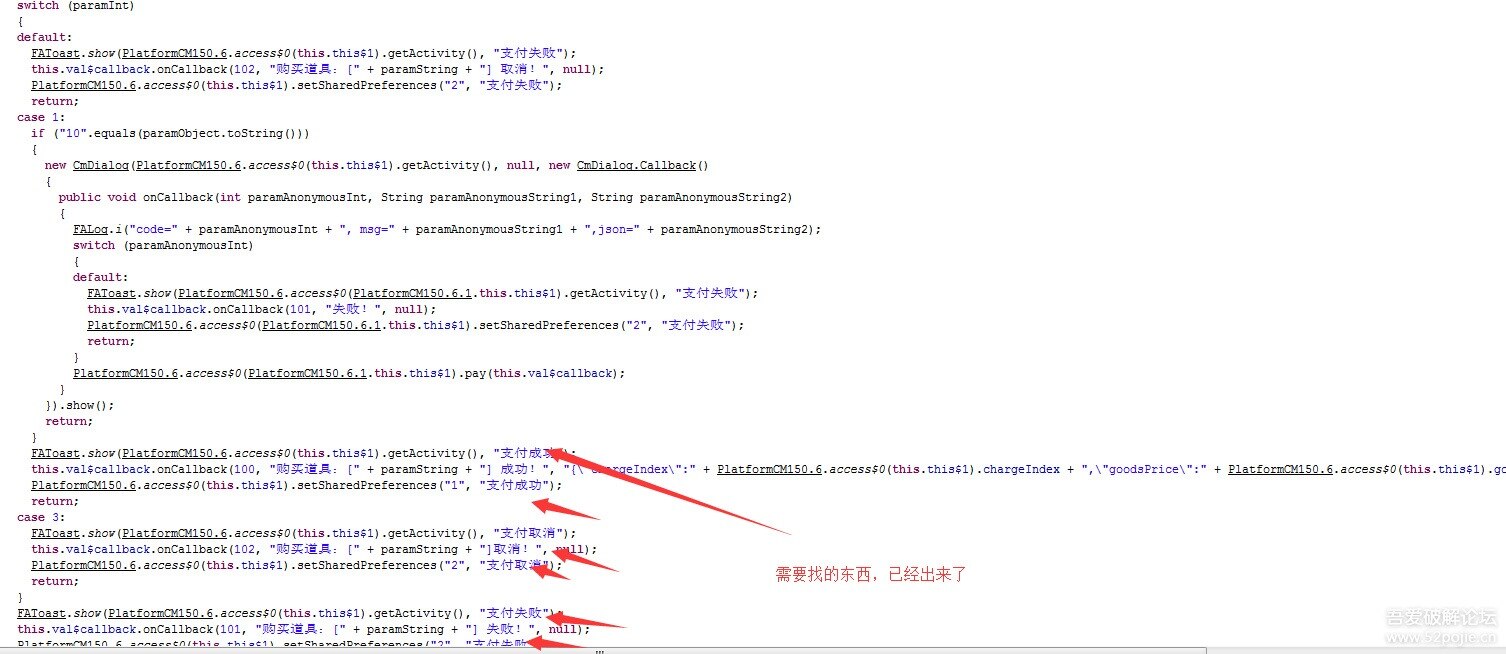 switch (paramInt)
{
default:
FAToast.show(PlatformCM150.6.access$0(this.this$1).getActivity(), "支付失败");
this.val$callback.onCallback(102, "购买道具：[" + paramString + "] 取消！", null);
PlatformCM150.6.access$0(this.this$1).setSharedPreferences("2", "支付失败");
return;
case 1:
if ("10".equals(paramObject.toString()))
{
new CmDialog(PlatformCM150.6.access$0(this.this$1).getActivity(), null, new CmDialog.Callback()
{
public void onCallback(int paramAnonymousInt, String paramAnonymousString1, String paramAnonymousString2)
{
FALog.i("code=" + paramAnonymousInt + ", msg=" + paramAnonymousString1 + ",json=" + paramAnonymousString2);
switch (paramAnonymousInt)
{
default:
FAToast.show(PlatformCM150.6.access$0(PlatformCM150.6.1.this.this$1).getActivity(), "支付失败");
this.val$callback.onCallback(101, "失败！", null);
PlatformCM150.6.access$0(PlatformCM150.6.1.this.this$1).setSharedPreferences("2", "支付失败");
return;
}
PlatformCM150.6.access$0(PlatformCM150.6.1.this.this$1).pay(this.val$callback);
}
}).show();
return;
}
FAToast.show(PlatformCM150.6.access$0(this.this$1).getActivity(), "支付成功");
this.val$callback.onCallback(100, "购买道具：[" + paramString + "] 成功！", "{\"chargeIndex\":" + PlatformCM150.6.access$0(this.this$1).chargeIndex + ",\"goodsPrice\":" + PlatformCM150.6.access$0(this.this$1).go
PlatformCM150.6.access$0(this.this$1).setSharedPreferences("1", "支付成功");
return;
case 3:
FAToast.show(PlatformCM150.6.access$0(this.this$1).getActivity(), "支付取消");
this.val$callback.onCallback(102, "购买道具：[" + paramString + "]取消！", null);
PlatformCM150.6.access$0(this.this$1).setSharedPreferences("2", "支付取消");
return;
需要找的东西，已经出来了
}
FAToast.show(PlatformCM150.6.access$0(this.this$1).getActivity(), "支付失败");
this.val$callback.onCallback(101, "购买道具：[" + paramString + "] 失败！", null);
PlatformCM150.6.access$0(this.this$1).setSharedPreferences("2", "支付失败
吾爱破解论坛
www.52pojie.cn